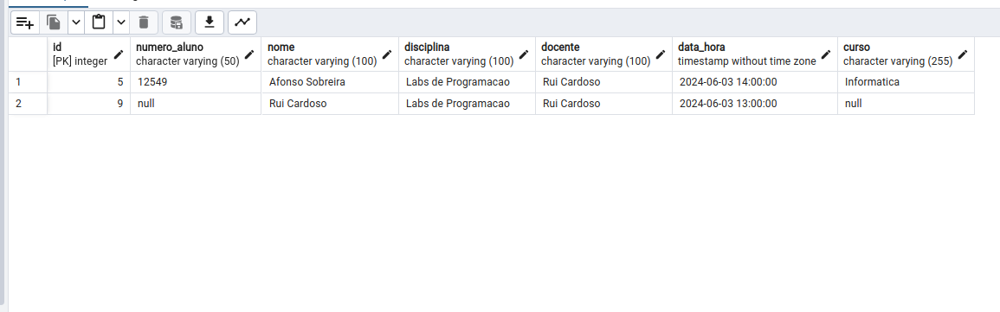 id numero_aluno nome disciplina docente data_hora curso
[PK] integer character varying (50) character varying (100) character varying (100) character varying (100) timestamp without time zone character varying (255)
1 5 12549 Afonso Sobreira Labs de Programacao Rui Cardoso 2024-06-03 14:00:00 Informatica
2 9 null Rui Cardoso Labs de Programacao Rui Cardoso 2024-06-03 13:00:00 null